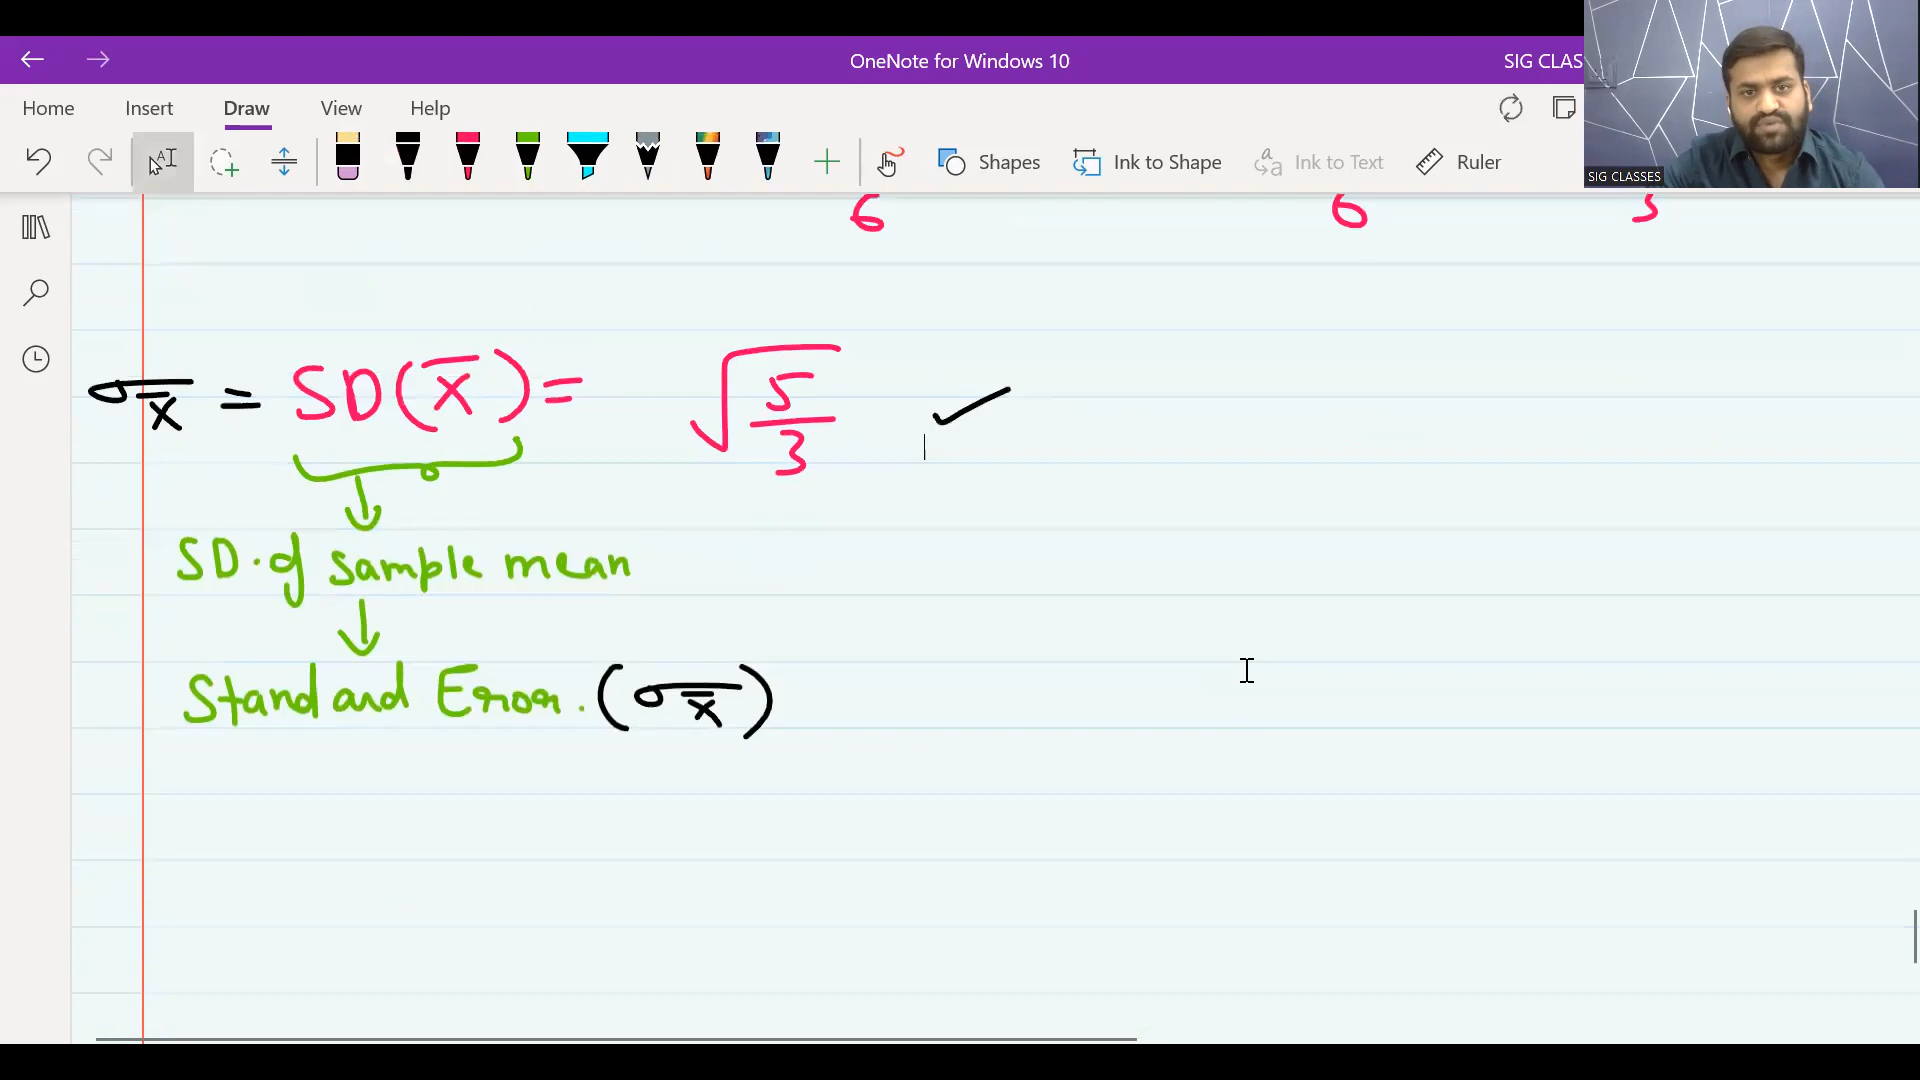 OneNote for Windows 10
SIG CLAS
Home Insert Draw View Help
Shapes Ink to Shape Ink to Text Ruler
SIG CLASSES
6 6 3
σx̄ = SD(x̄) = √5/3 ✓
SD. of sample mean
Standard Error. (σx̄)